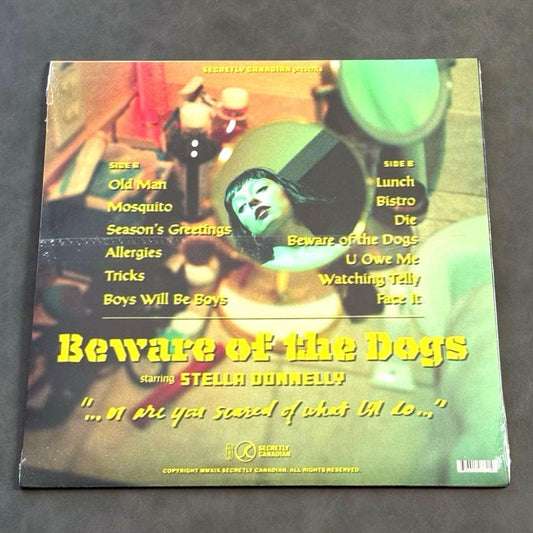 SECRETLY CANADIAN presents
SIDE A
Old Man
Mosquito
Season's Greetings
Allergies
Tricks
Boys Will Be Boys
SIDE B
Lunch
Bistro
Die
Beware of the Dogs
U Owe Me
Watching Telly
Face It
Beware of the Dogs
starring STELLA DONNELLY
"... or are you scared of what I'll do..."
SECRETLY
CANADIAN
COPYRIGHT MMXIX SECRETLY CANADIAN. ALL RIGHTS RESERVED